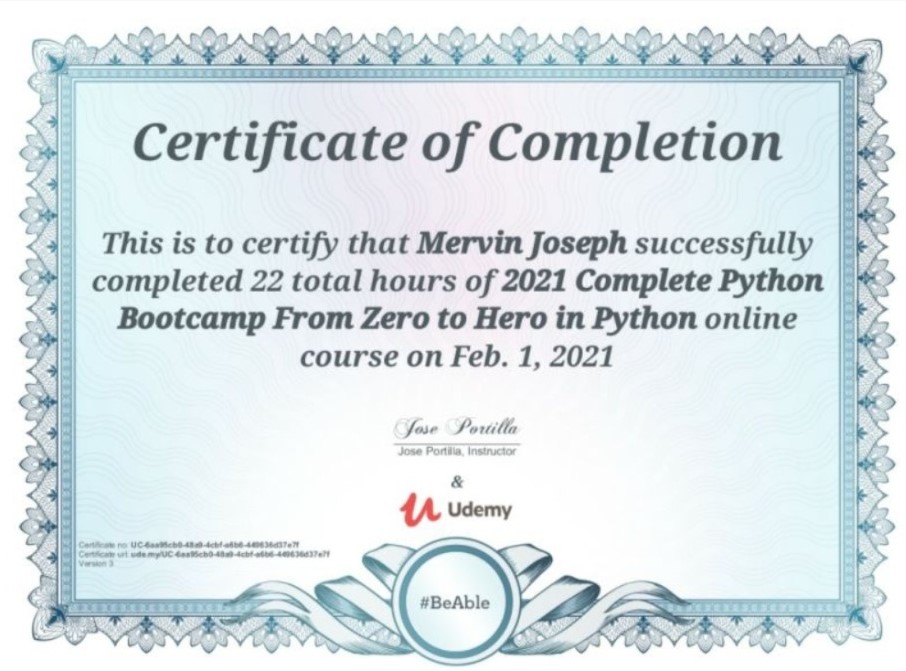 Certificate of Completion
This is to certify that Mervin Joseph successfully
completed 22 total hours of 2021 Complete Python
Bootcamp From Zero to Hero in Python online
course on Feb. 1, 2021
Jose Portilla
Jose Portilla, Instructor
&
Udemy
Certificate no: UC-6aa95cb0-48a9-4cbf-a6b6-449636d37e7f
Certificate url: ude.my/UC-6aa95cb0-48a9-4cbf-a6b6-449636d37e7f
Version 3
#BeAble